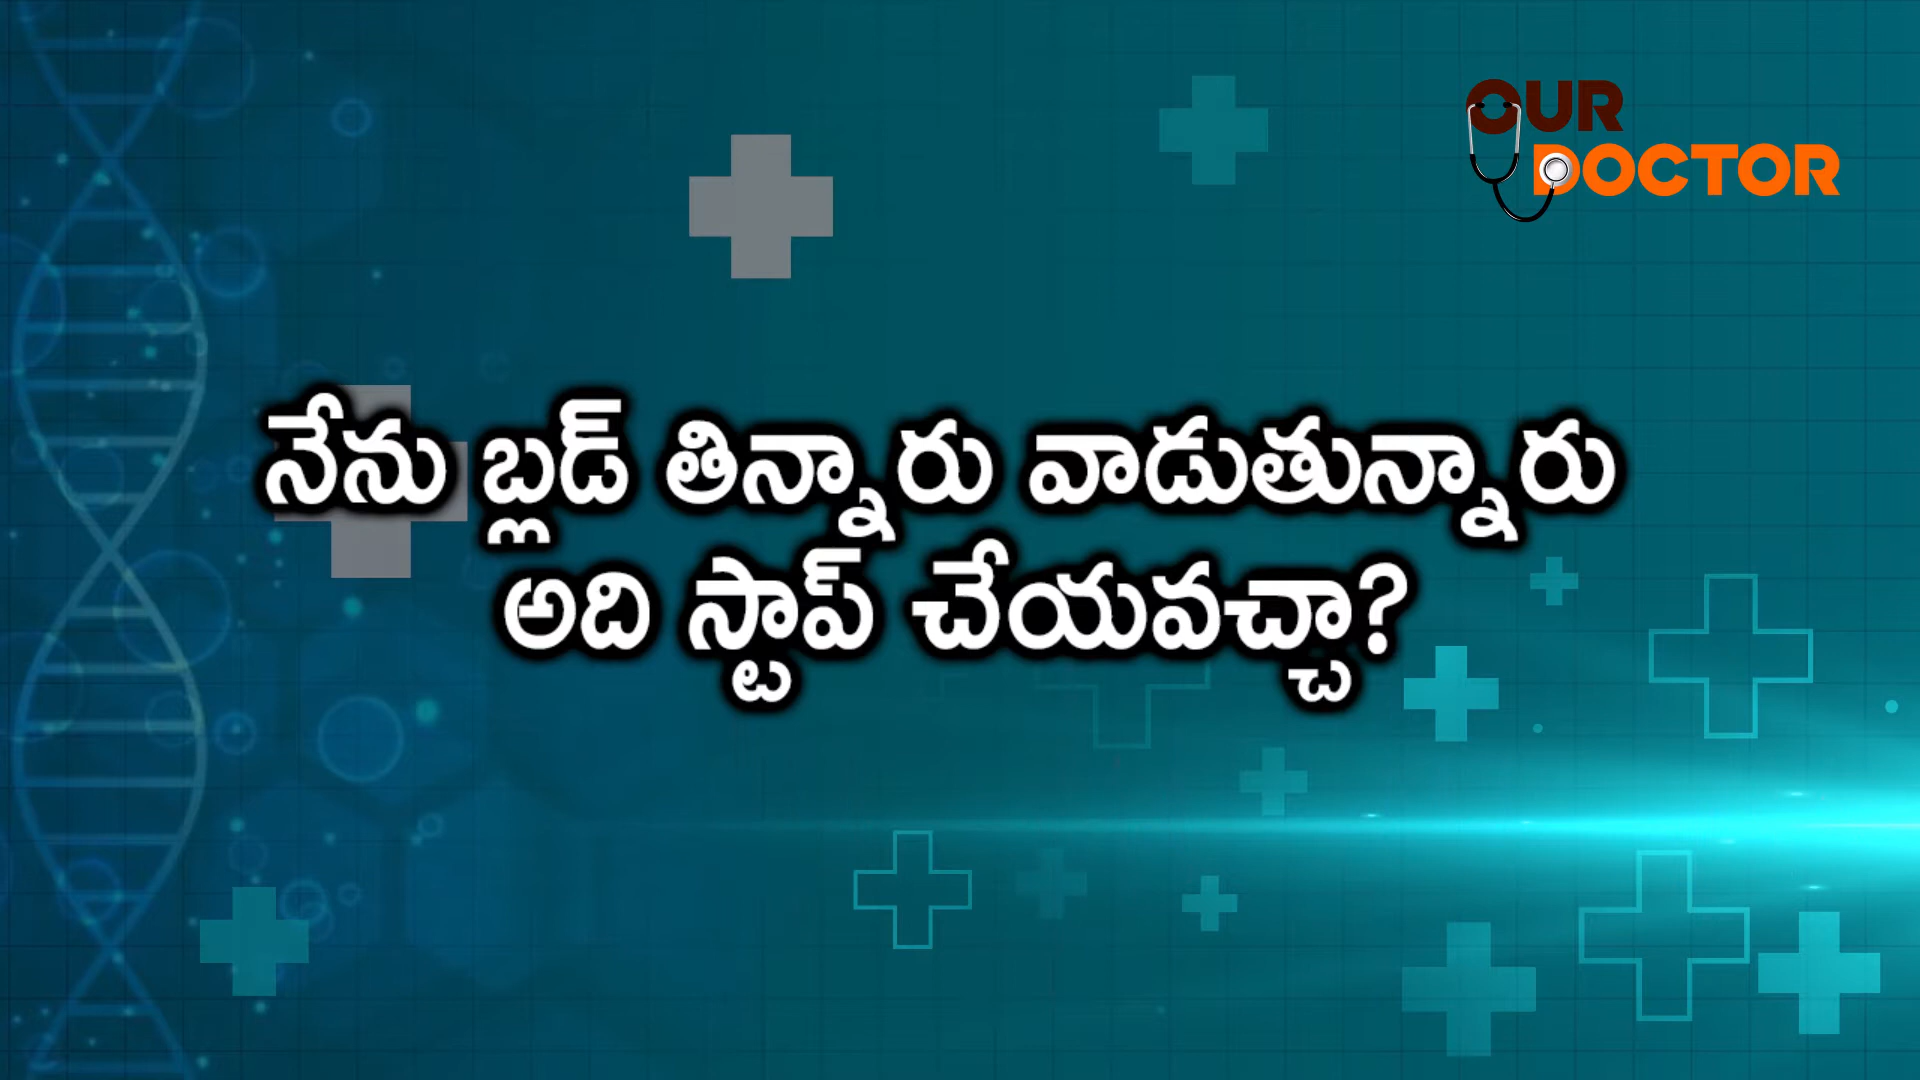 OUR
DOCTOR
నేను బ్లడ్ తిన్నారు వాడుతున్నారు
అది స్టాప్ చేయవచ్చా?